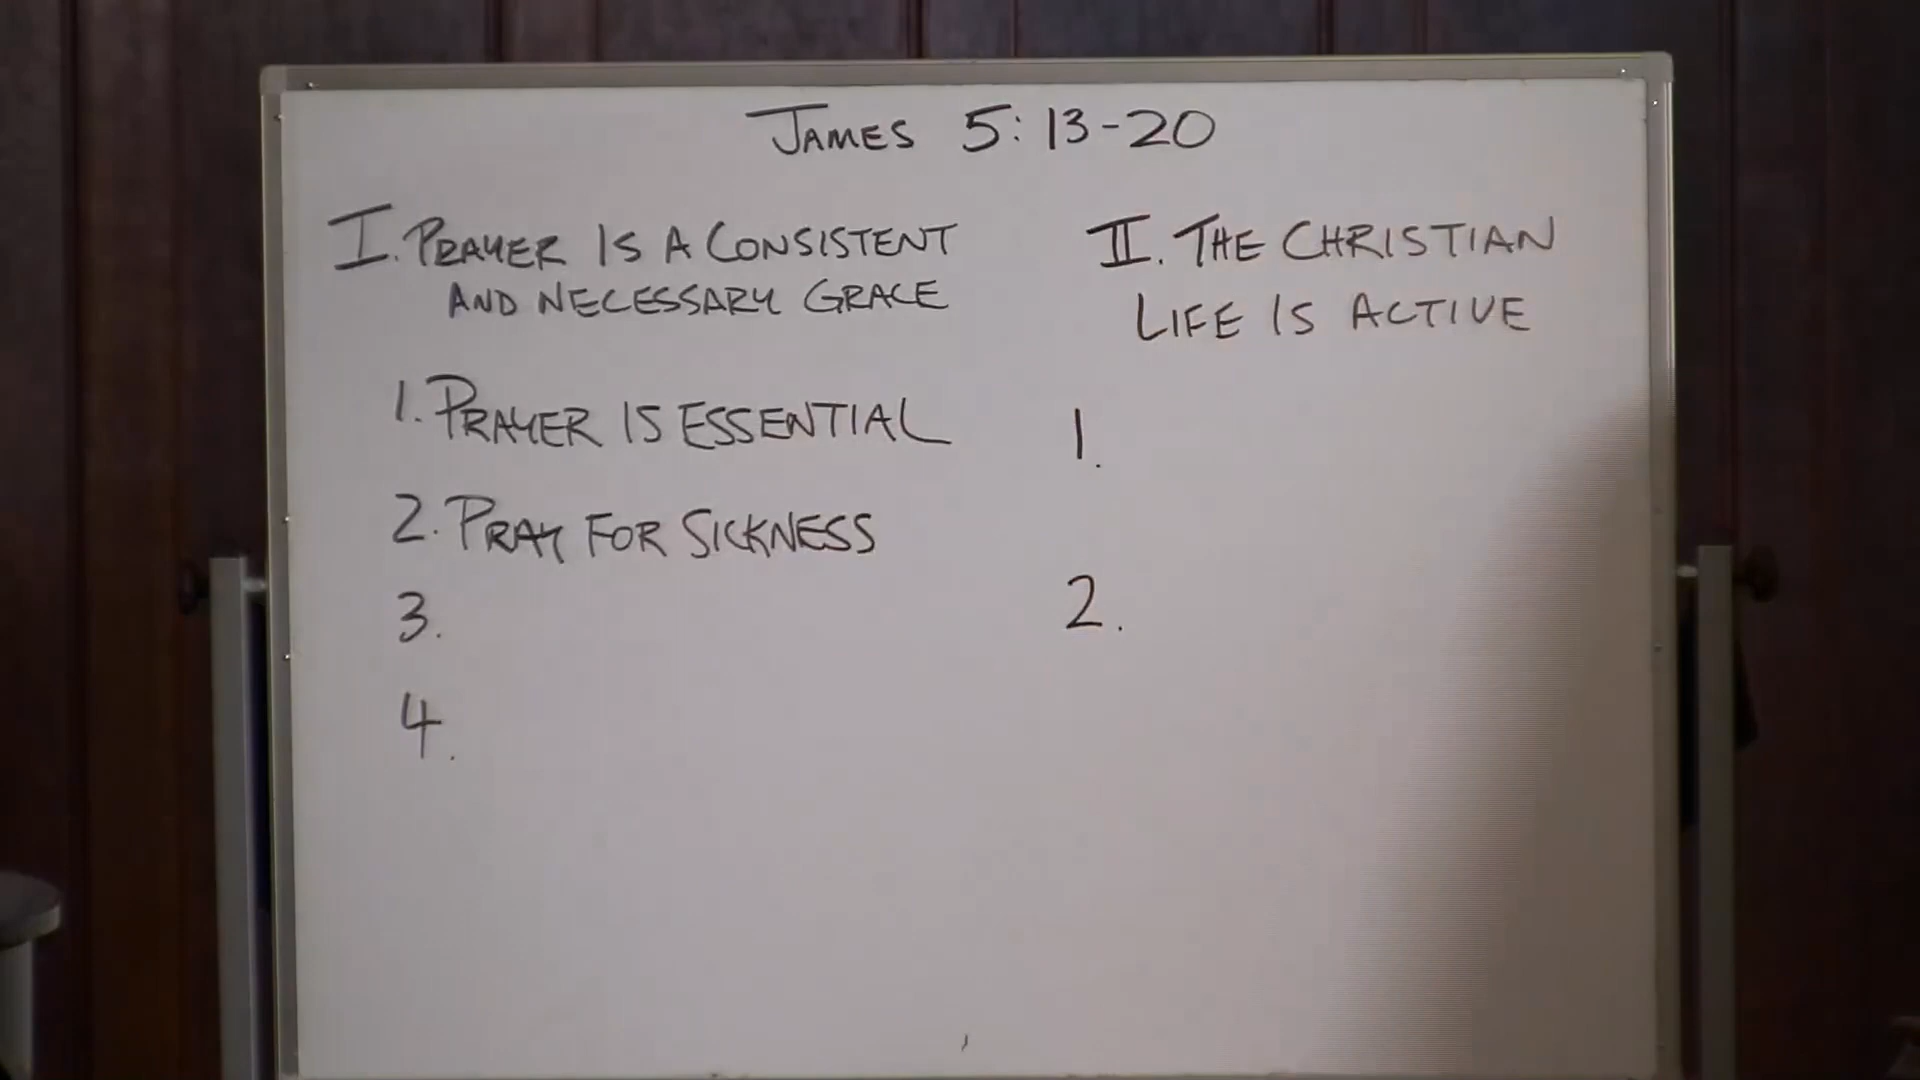 JAMES 5:13-20
I. PRAYER IS A CONSISTENT
AND NECESSARY GRACE
1. PRAYER IS ESSENTIAL
2. PRAY FOR SICKNESS
3.
4.
II. THE CHRISTIAN
LIFE IS ACTIVE
1.
2.